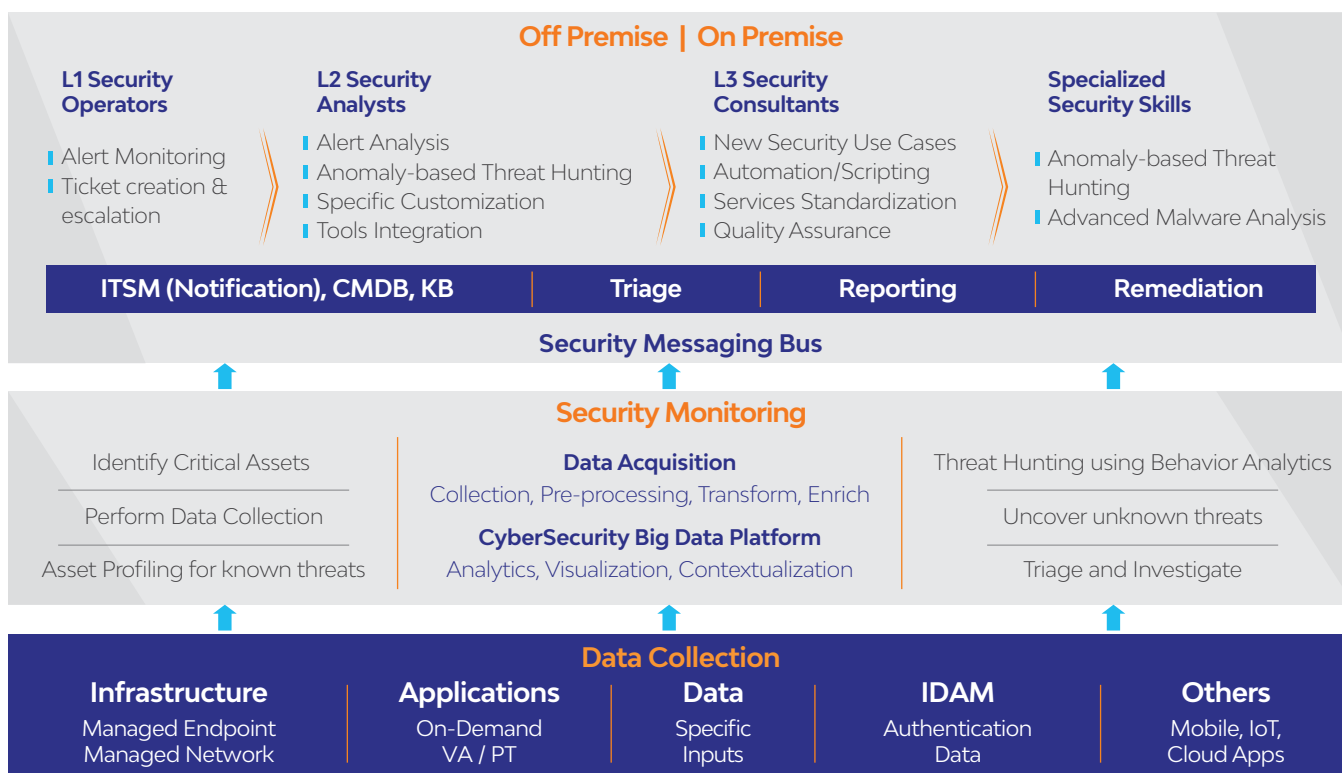 Off Premise | On Premise
L1 Security
Operators
Alert Monitoring
Ticket creation &
escalation
L2 Security
Analysts
Alert Analysis
Anomaly-based Threat Hunting
Specific Customization
Tools Integration
L3 Security
Consultants
New Security Use Cases
Automation/Scripting
Services Standardization
Quality Assurance
Specialized
Security Skills
Anomaly-based Threat
Hunting
Advanced Malware Analysis
ITSM (Notification), CMDB, KB
Triage
Reporting
Remediation
Security Messaging Bus
Security Monitoring
Identify Critical Assets
Perform Data Collection
Asset Profiling for known threats
Data Acquisition
Collection, Pre-processing, Transform, Enrich
CyberSecurity Big Data Platform
Analytics, Visualization, Contextualization
Threat Hunting using Behavior Analytics
Uncover unknown threats
Triage and Investigate
Data Collection
Infrastructure
Managed Endpoint
Managed Network
Applications
On-Demand
VA / PT
Data
Specific
Inputs
IDAM
Authentication
Data
Others
Mobile, IoT,
Cloud Apps